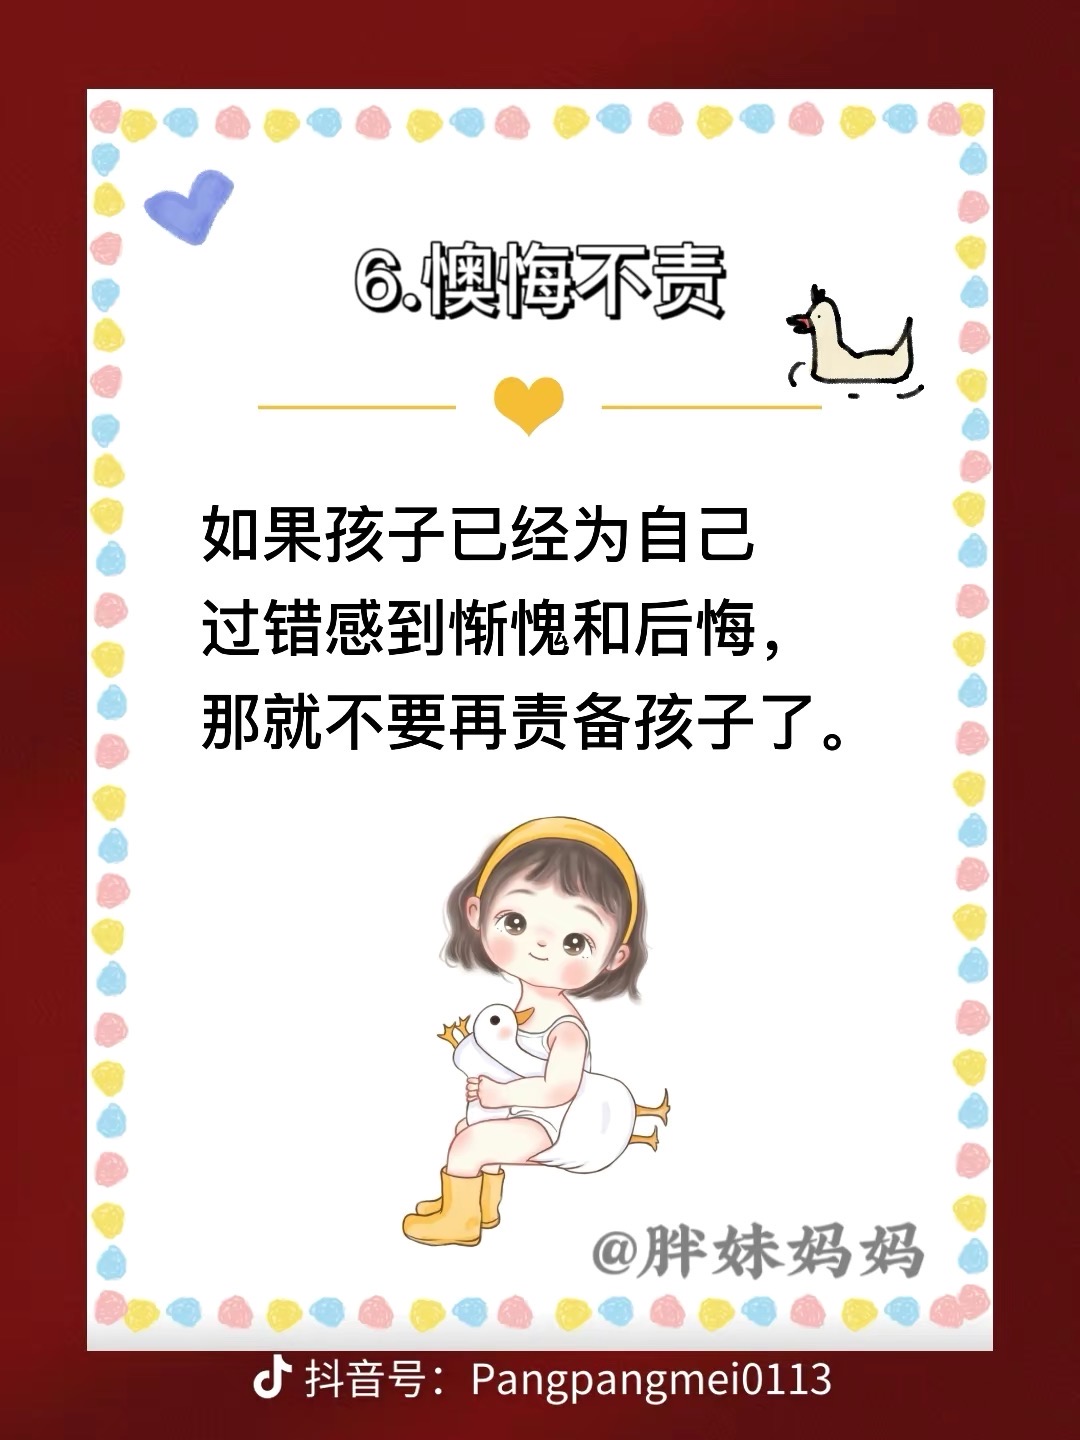 6.懊悔不责
如果孩子已经为自己
过错感到惭愧和后悔，
那就不要再责备孩子了。
@胖妹妈妈
抖音号：Pangpangmei0113